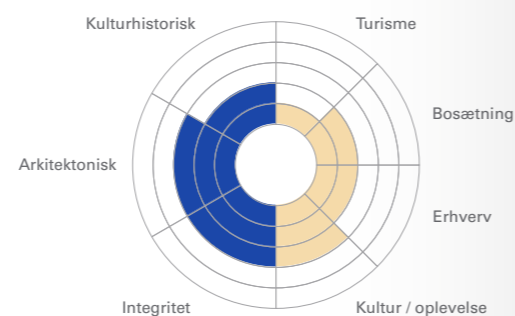 Kulturhistorisk
Turisme
Bosætning
Arkitektonisk
Erhverv
Integritet
Kultur / oplevelse